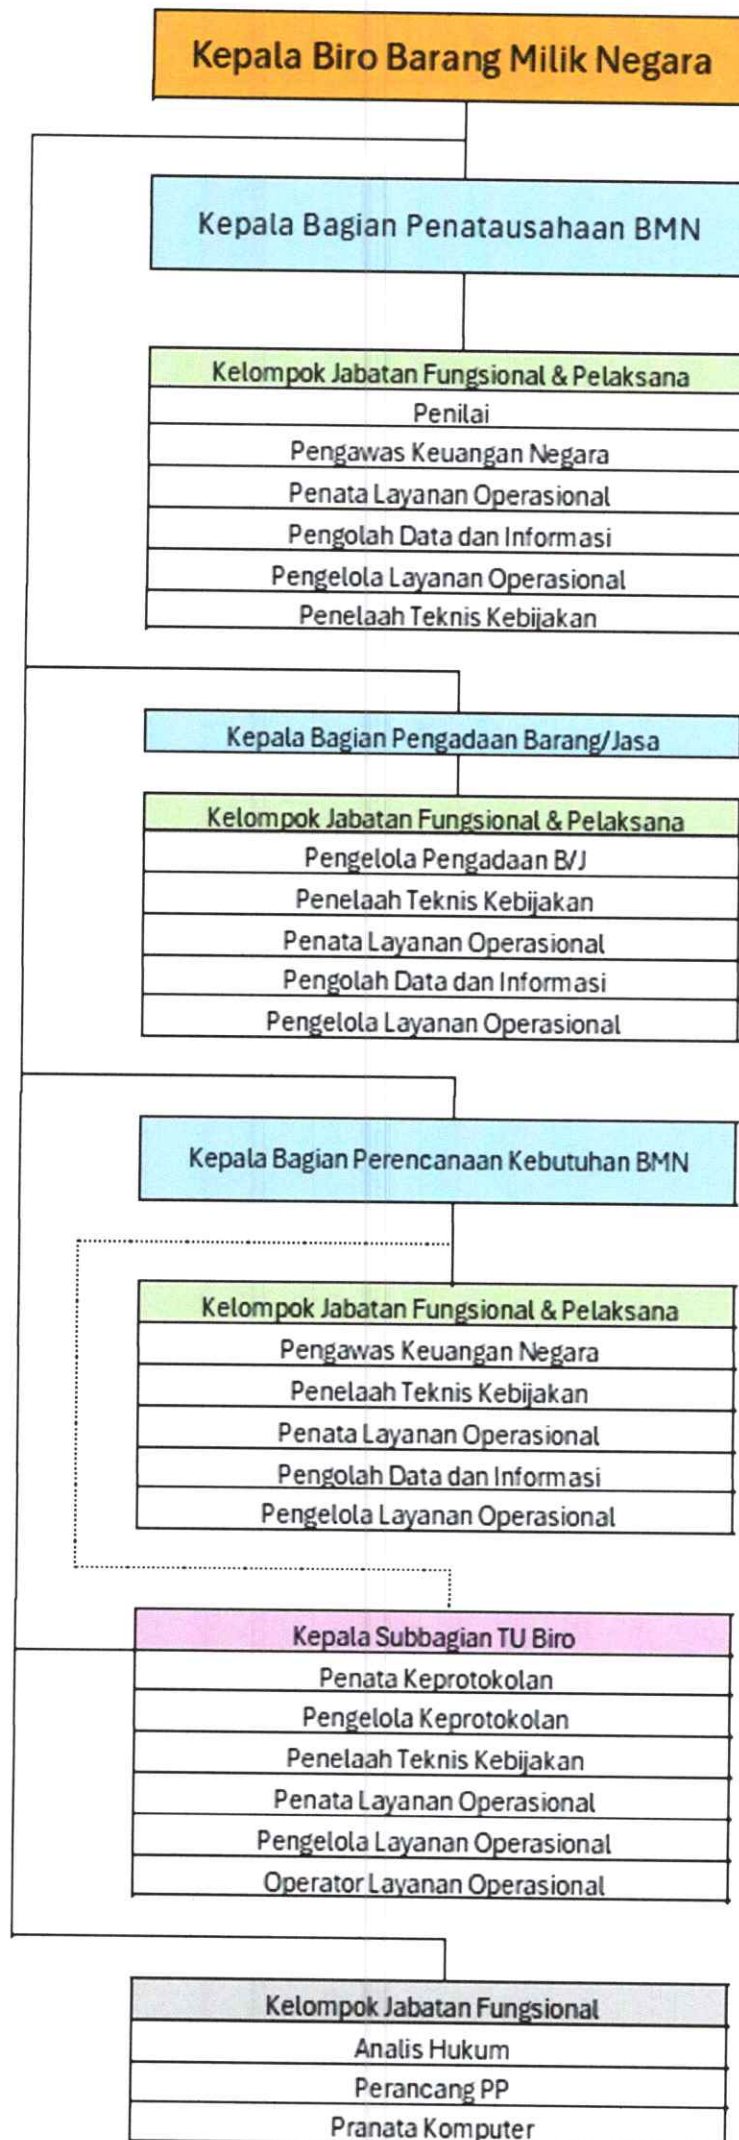 Kepala Biro Barang Milik Negara
Kepala Bagian Penatausahaan BMN
Kelompok Jabatan Fungsional & Pelaksana
Penilai
Pengawas Keuangan Negara
Penata Layanan Operasional
Pengolah Data dan Informasi
Pengelola Layanan Operasional
Penelaah Teknis Kebijakan
Kepala Bagian Pengadaan Barang/Jasa
Kelompok Jabatan Fungsional & Pelaksana
Pengelola Pengadaan B/J
Penelaah Teknis Kebijakan
Penata Layanan Operasional
Pengolah Data dan Informasi
Pengelola Layanan Operasional
Kepala Bagian Perencanaan Kebutuhan BMN
Kelompok Jabatan Fungsional & Pelaksana
Pengawas Keuangan Negara
Penelaah Teknis Kebijakan
Penata Layanan Operasional
Pengolah Data dan Informasi
Pengelola Layanan Operasional
Kepala Subbagian TU Biro
Penata Keprotokolan
Pengelola Keprotokolan
Penelaah Teknis Kebijakan
Penata Layanan Operasional
Pengelola Layanan Operasional
Operator Layanan Operasional
Kelompok Jabatan Fungsional
Analis Hukum
Perancang PP
Pranata Komputer